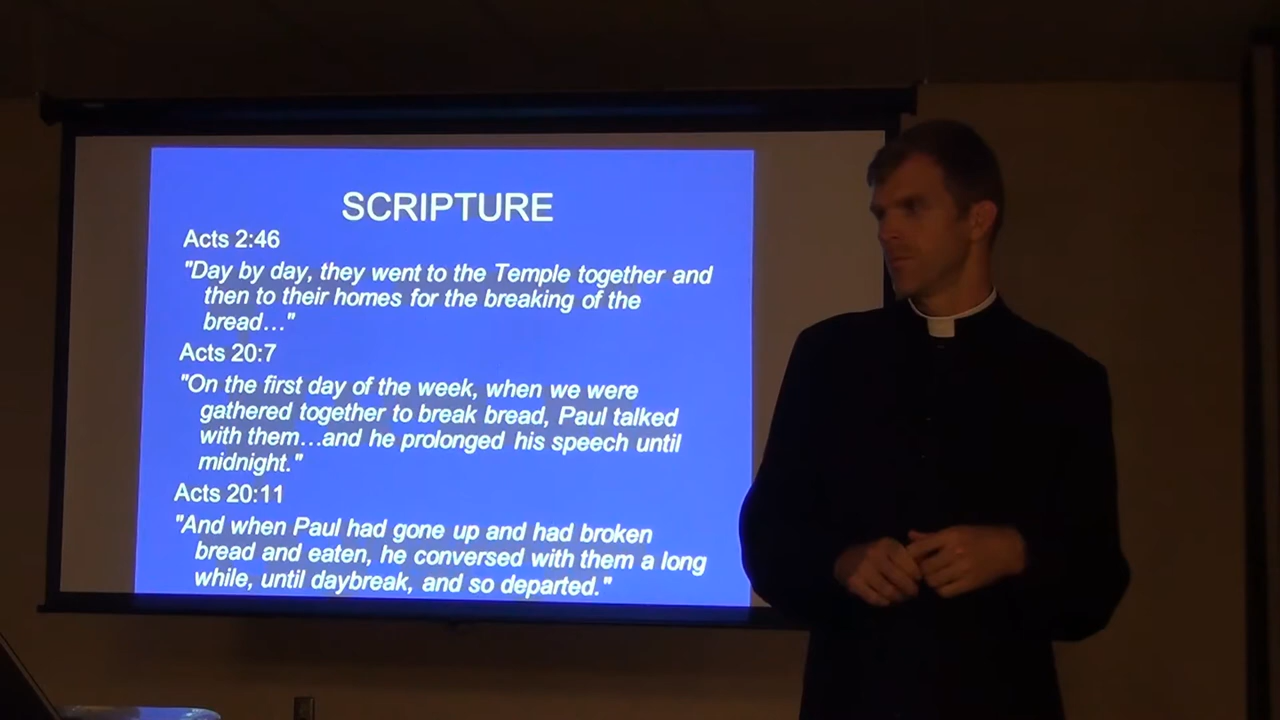 SCRIPTURE
Acts 2:46
"Day by day, they went to the Temple together and
then to their homes for the breaking of the
bread…"
Acts 20:7
"On the first day of the week, when we were
gathered together to break bread, Paul talked
with them…and he prolonged his speech until
midnight."
Acts 20:11
"And when Paul had gone up and had broken
bread and eaten, he conversed with them a long
while, until daybreak, and so departed."